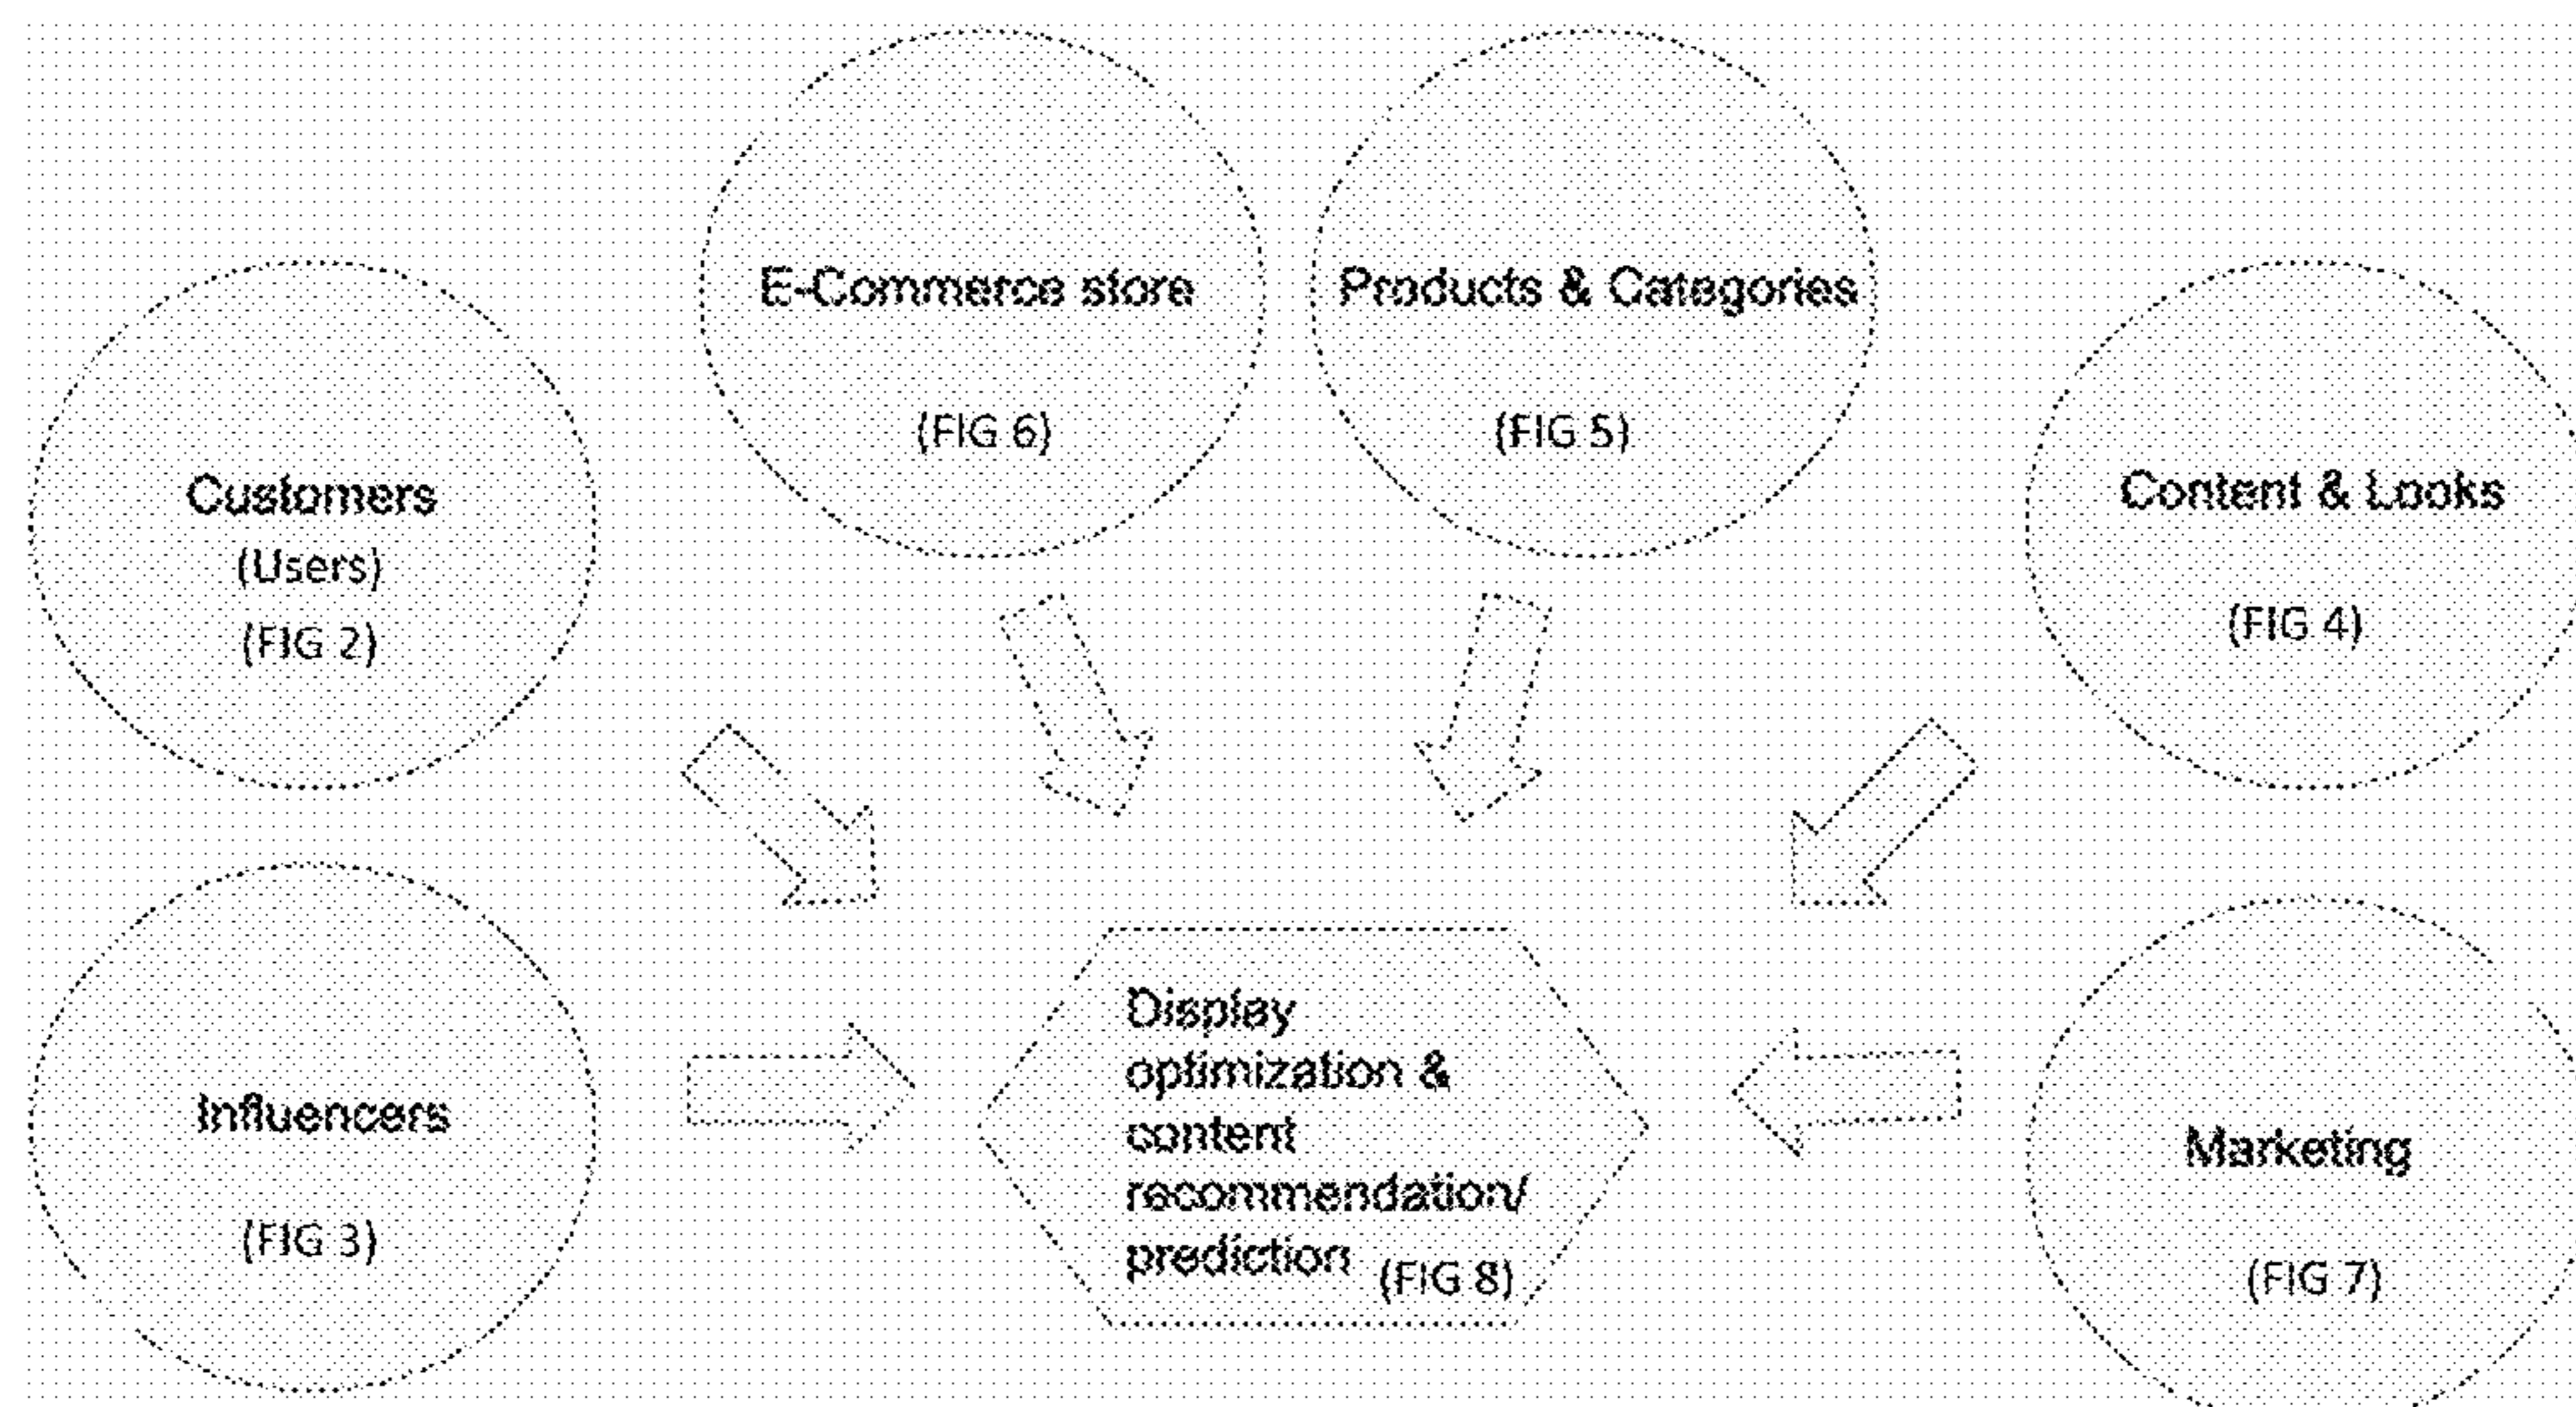 E-Commerce store
(FIG 6)
Products & Categories
(FIG 5)
Customers
(Users)
(FIG 2)
Content & Looks
(FIG 4)
Influencers
(FIG 3)
Display
optimization &
content
recommendation/
prediction (FIG 8)
Marketing
(FIG 7)